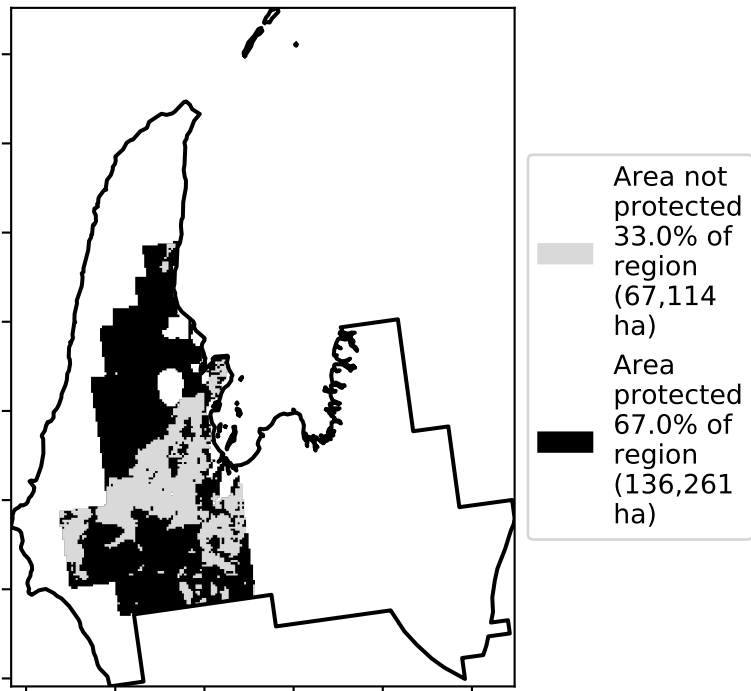 Area not
protected
33.0% of
region
(67,114
ha)
Area
protected
67.0% of
region
(136,261
ha)